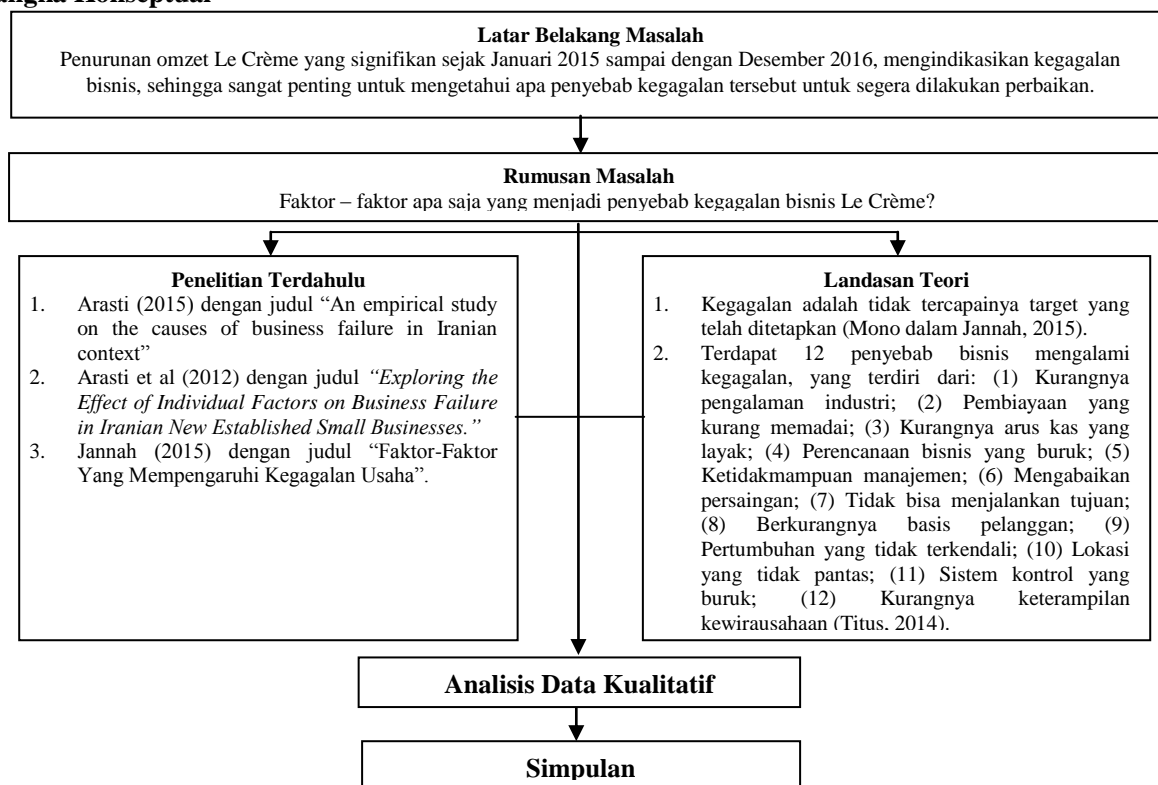 Konseptual
Latar Belakang Masalah
Penurunan omzet Le Crème yang signifikan sejak Januari 2015 sampai dengan Desember 2016, mengindikasikan kegagalan
bisnis, sehingga sangat penting untuk mengetahui apa penyebab kegagalan tersebut untuk segera dilakukan perbaikan.
Rumusan Masalah
Faktor – faktor apa saja yang menjadi penyebab kegagalan bisnis Le Crème?
Penelitian Terdahulu
1. Arasti (2015) dengan judul “An empirical study
on the causes of business failure in Iranian
context”
2. Arasti et al (2012) dengan judul “Exploring the
Effect of Individual Factors on Business Failure
in Iranian New Established Small Businesses.”
3. Jannah (2015) dengan judul “Faktor-Faktor
Yang Mempengaruhi Kegagalan Usaha”.
Landasan Teori
1. Kegagalan adalah tidak tercapainya target yang
telah ditetapkan (Mono dalam Jannah, 2015).
2. Terdapat 12 penyebab bisnis mengalami
kegagalan, yang terdiri dari: (1) Kurangnya
pengalaman industri; (2) Pembiayaan yang
kurang memadai; (3) Kurangnya arus kas yang
layak; (4) Perencanaan bisnis yang buruk; (5)
Ketidakmampuan manajemen; (6) Mengabaikan
persaingan; (7) Tidak bisa menjalankan tujuan;
(8) Berkurangnya basis pelanggan; (9)
Pertumbuhan yang tidak terkendali; (10) Lokasi
yang tidak pantas; (11) Sistem kontrol yang
buruk; (12) Kurangnya keterampilan
kewirausahaan (Titus, 2014).
Analisis Data Kualitatif
Simpulan